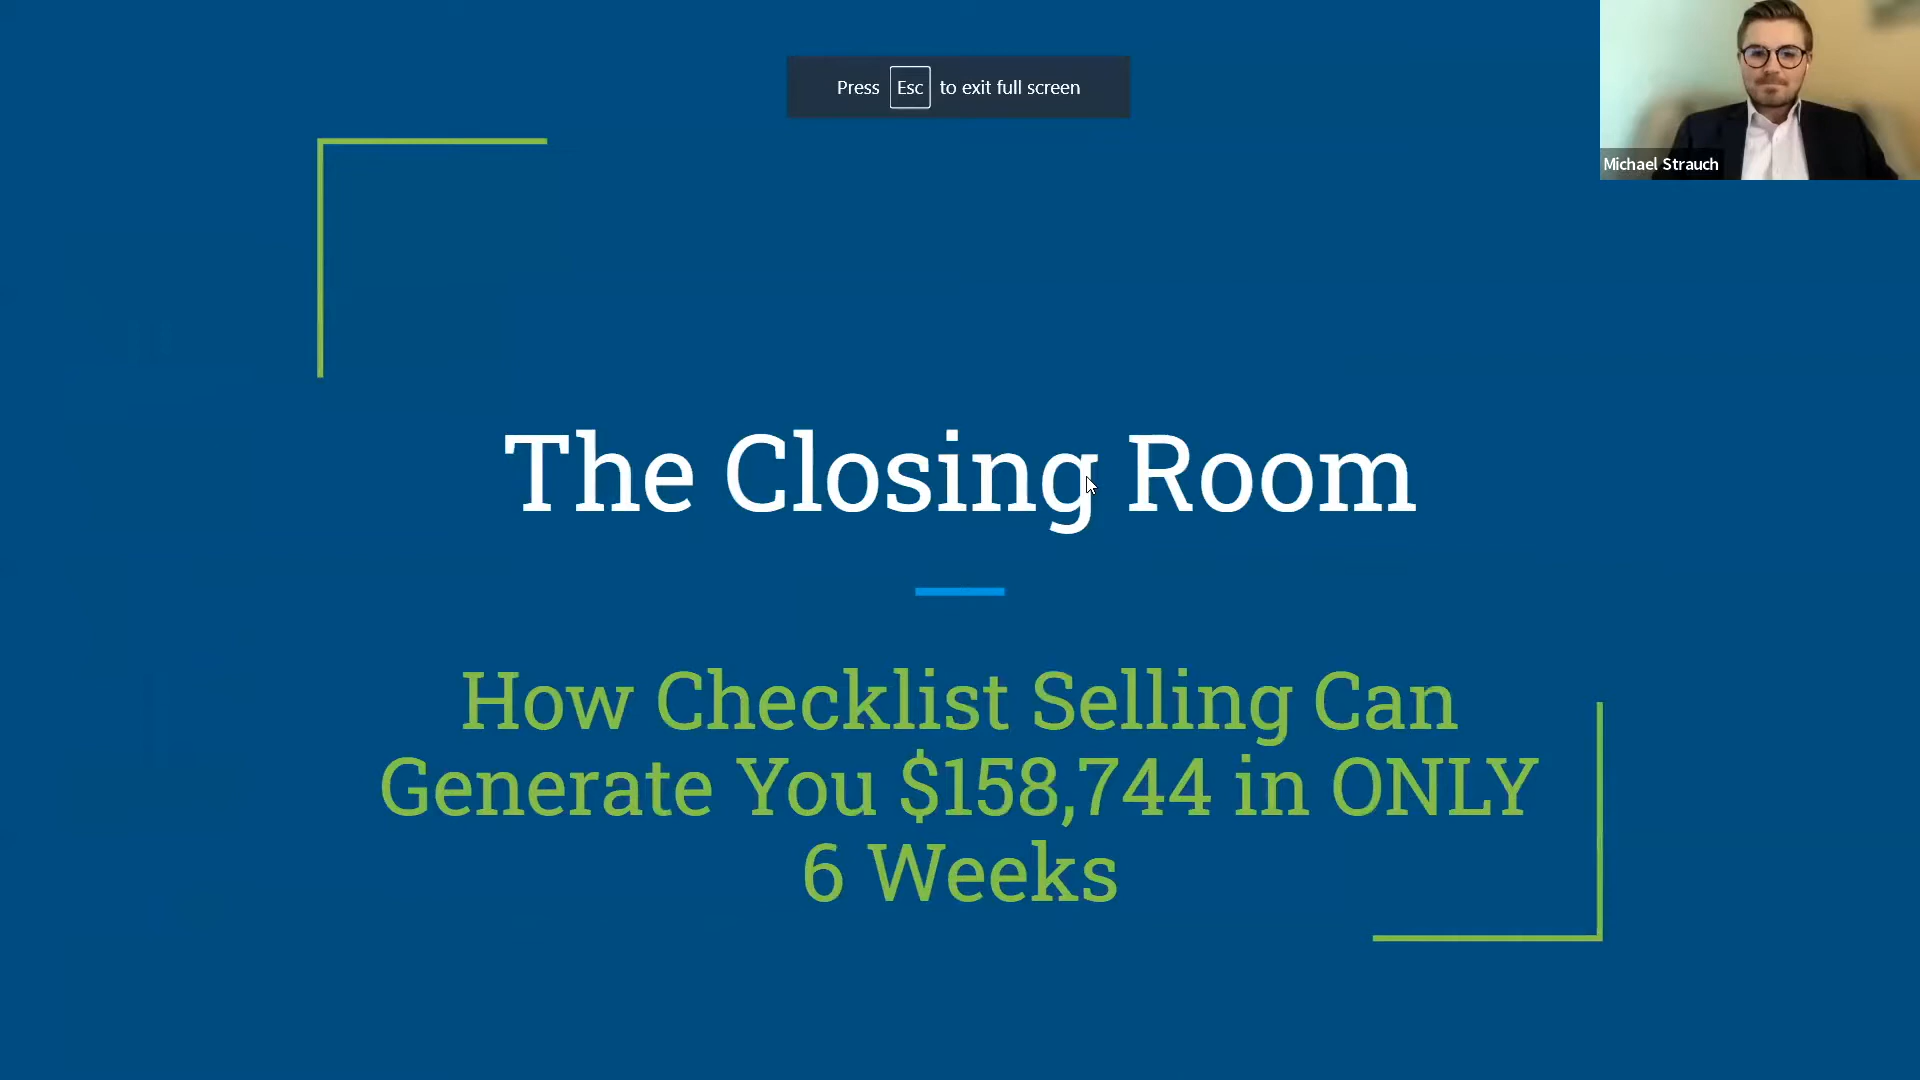 Press Esc to exit full screen
Michael Strauch
The Closing Room
How Checklist Selling Can
Generate You $158,744 in ONLY
6 Weeks